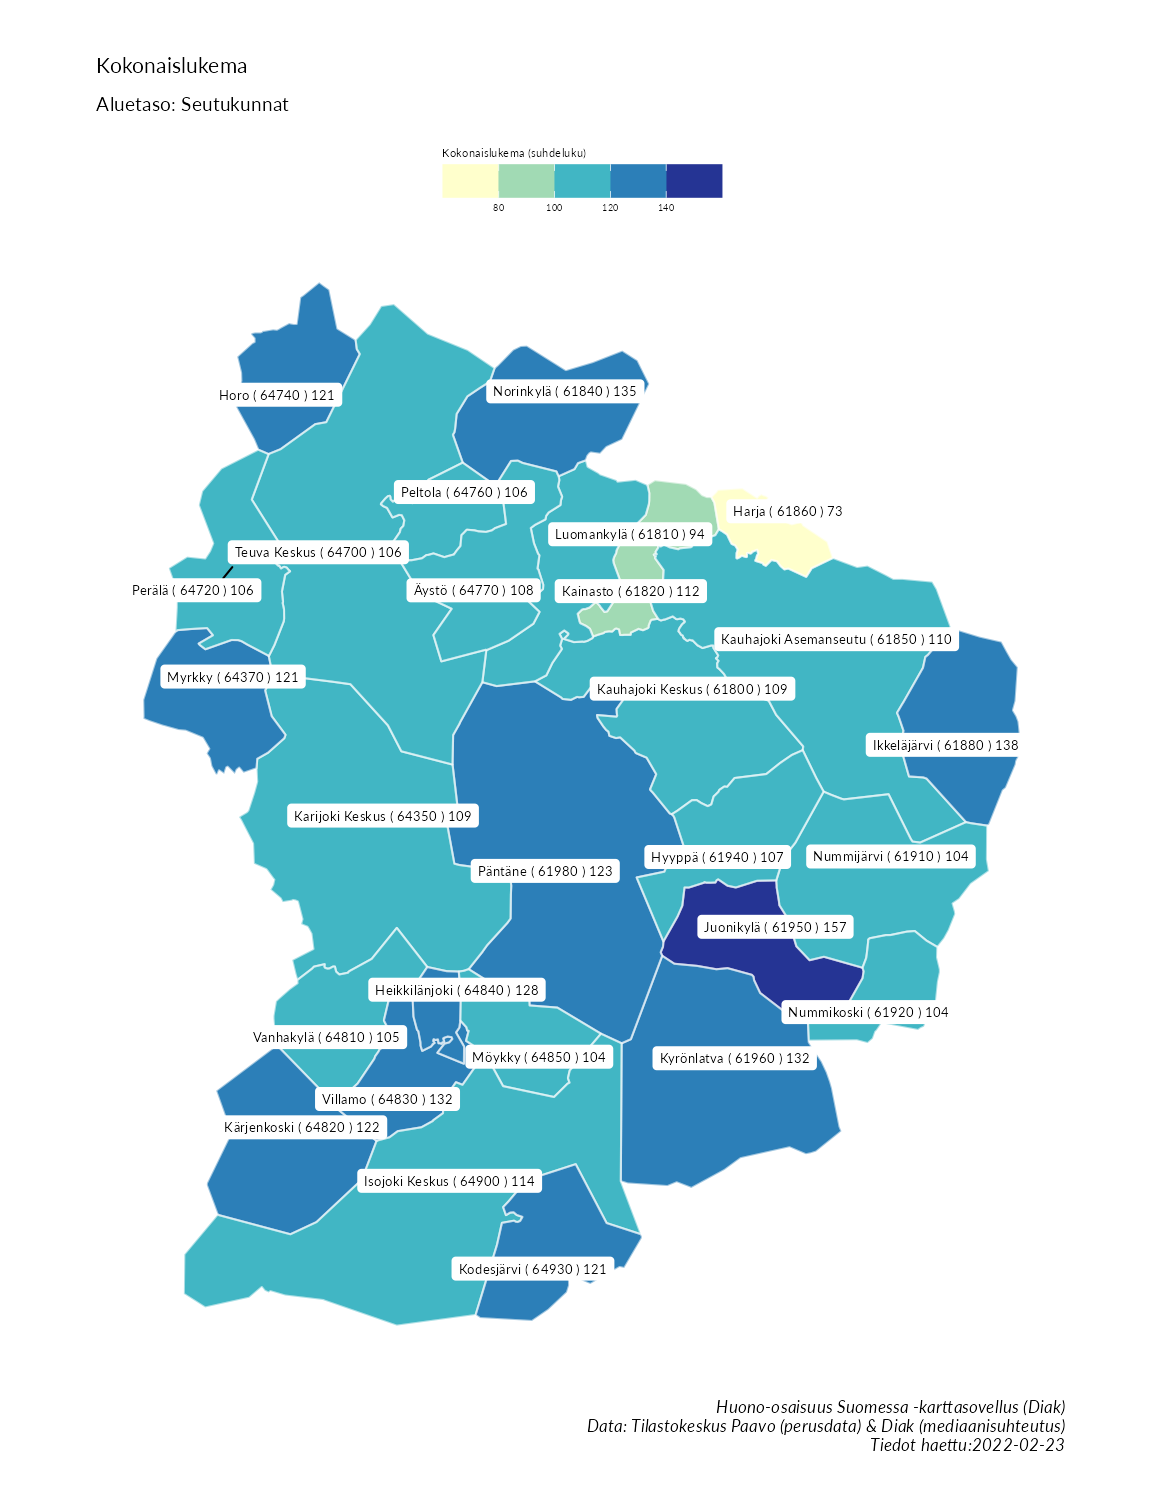 Kokonaislukema
Aluetaso: Seutukunnat
Kokonaislukema (suhdeluku)
80 100 120 140
Horo ( 64740 ) 121
Norinkylä ( 61840 ) 135
Peltola ( 64760 ) 106
Harja ( 61860 ) 73
Luomankylä ( 61810 ) 94
Teuva Keskus ( 64700 ) 106
Perälä ( 64720 ) 106
Äystö ( 64770 ) 108
Kainasto ( 61820 ) 112
Kauhajoki Asemanseutu ( 61850 ) 110
Myrkky ( 64370 ) 121
Kauhajoki Keskus ( 61800 ) 109
Ikkeläjärvi ( 61880 ) 138
Karijoki Keskus ( 64350 ) 109
Hyyppä ( 61940 ) 107
Nummijärvi ( 61910 ) 104
Päntäne ( 61980 ) 123
Juonikylä ( 61950 ) 157
Heikkilänjoki ( 64840 ) 128
Nummikoski ( 61920 ) 104
Vanhakylä ( 64810 ) 105
Möykky ( 64850 ) 104
Kyrönlatva ( 61960 ) 132
Villamo ( 64830 ) 132
Kärjenkoski ( 64820 ) 122
Isojoki Keskus ( 64900 ) 114
Kodesjärvi ( 64930 ) 121
Huono-osaisuus Suomessa -karttasovellus (Diak)
Data: Tilastokeskus Paavo (perusdata) & Diak (mediaanisuhteutus)
Tiedot haettu:2022-02-23